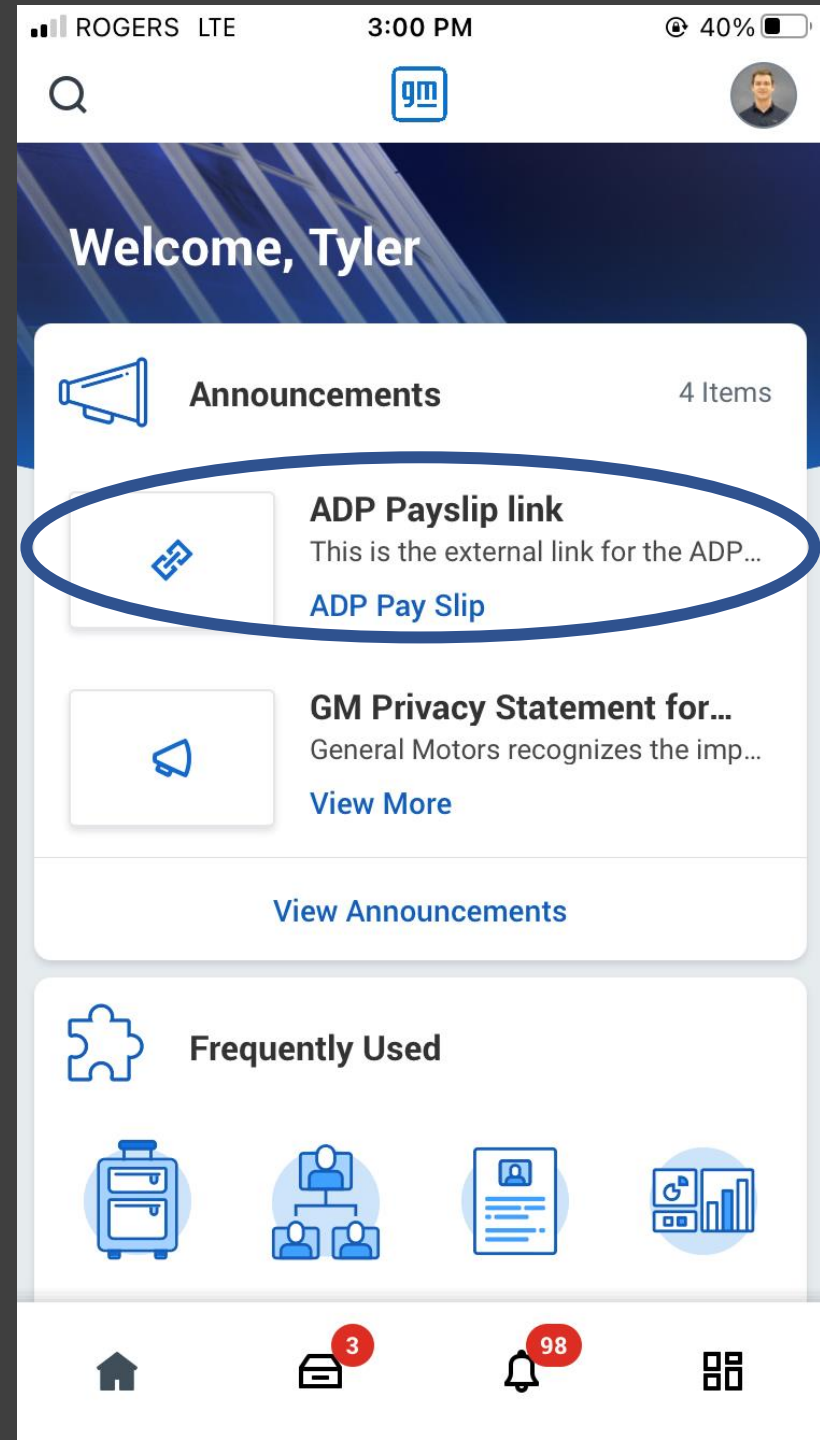 ROGERS LTE 3:00 PM 40%
gm
Welcome, Tyler
Announcements 4 Items
ADP Payslip link
This is the external link for the ADP...
ADP Pay Slip
GM Privacy Statement for...
General Motors recognizes the imp...
View More
View Announcements
Frequently Used
3 98